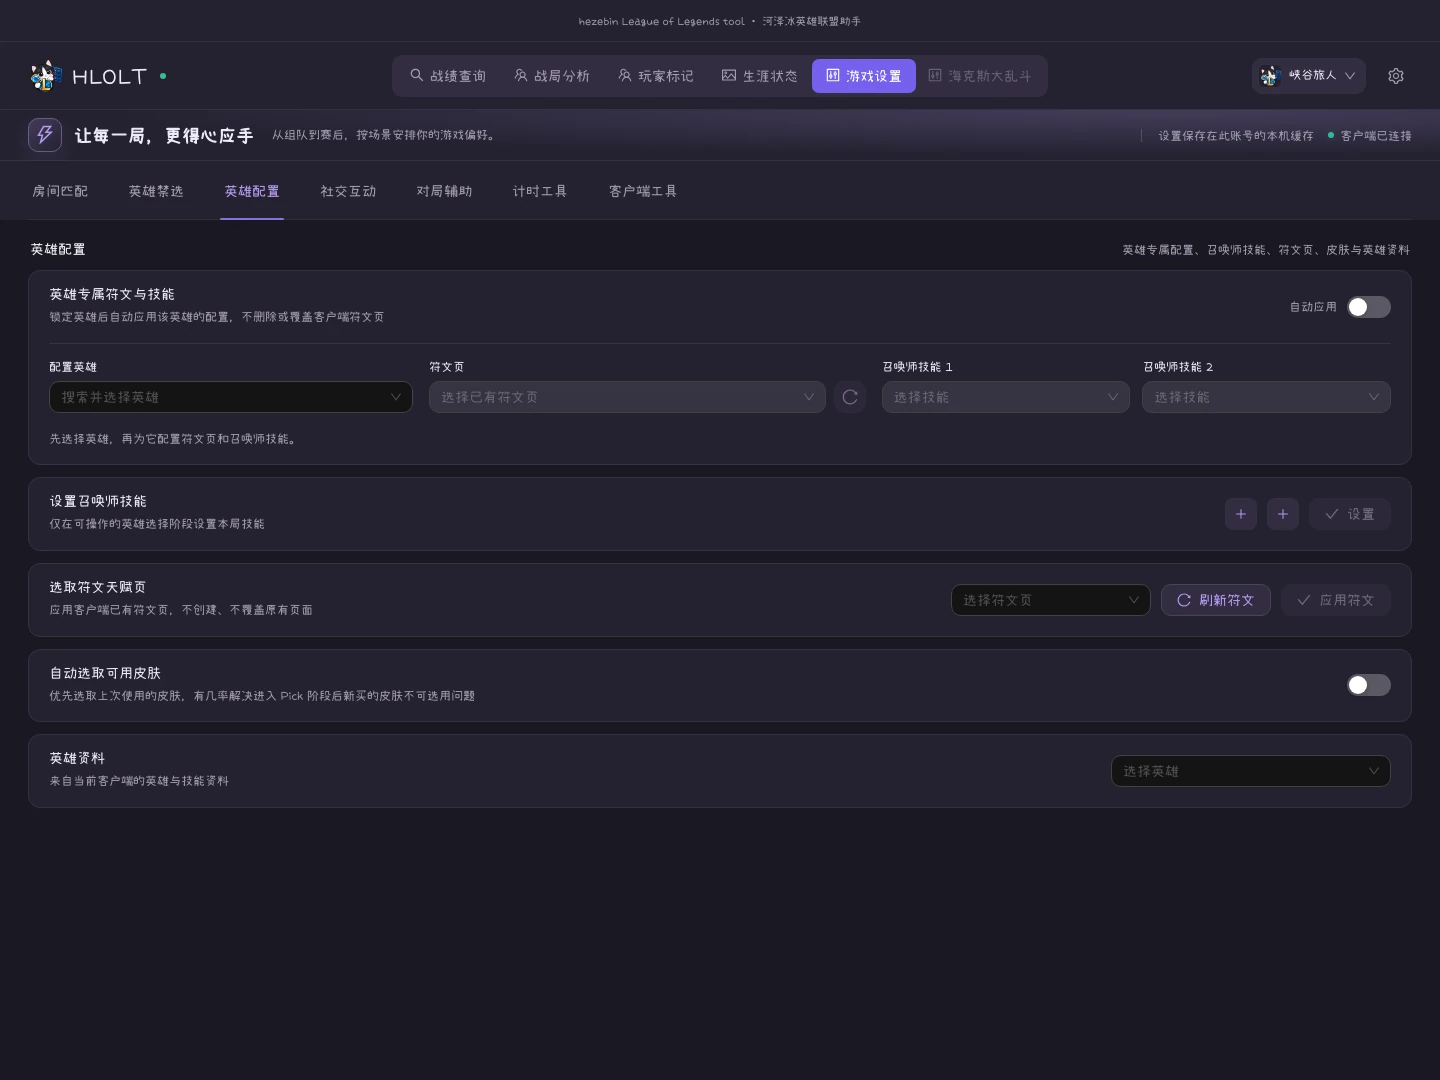 hezebin League of Legends tool · 河泽冰英雄联盟助手
HLOLT
战绩查询
战局分析
玩家标记
生涯状态
游戏设置
海克斯大乱斗
峡谷旅人
让每一局，更得心应手
从组队到赛后，按场景安排你的游戏偏好。
设置保存在此账号的本机缓存
客户端已连接
房间匹配
英雄禁选
英雄配置
社交互动
对局辅助
计时工具
客户端工具
英雄配置
英雄专属配置、召唤师技能、符文页、皮肤与英雄资料
英雄专属符文与技能
锁定英雄后自动应用该英雄的配置，不删除或覆盖客户端符文页
自动应用
配置英雄
符文页
召唤师技能 1
召唤师技能 2
搜索并选择英雄
选择已有符文页
选择技能
选择技能
先选择英雄，再为它配置符文页和召唤师技能。
设置召唤师技能
仅在可操作的英雄选择阶段设置本局技能
设置
选取符文天赋页
应用客户端已有符文页，不创建、不覆盖原有页面
选择符文页
刷新符文
应用符文
自动选取可用皮肤
优先选取上次使用的皮肤，有几率解决进入 Pick 阶段后新买的皮肤不可选用问题
英雄资料
来自当前客户端的英雄与技能资料
选择英雄